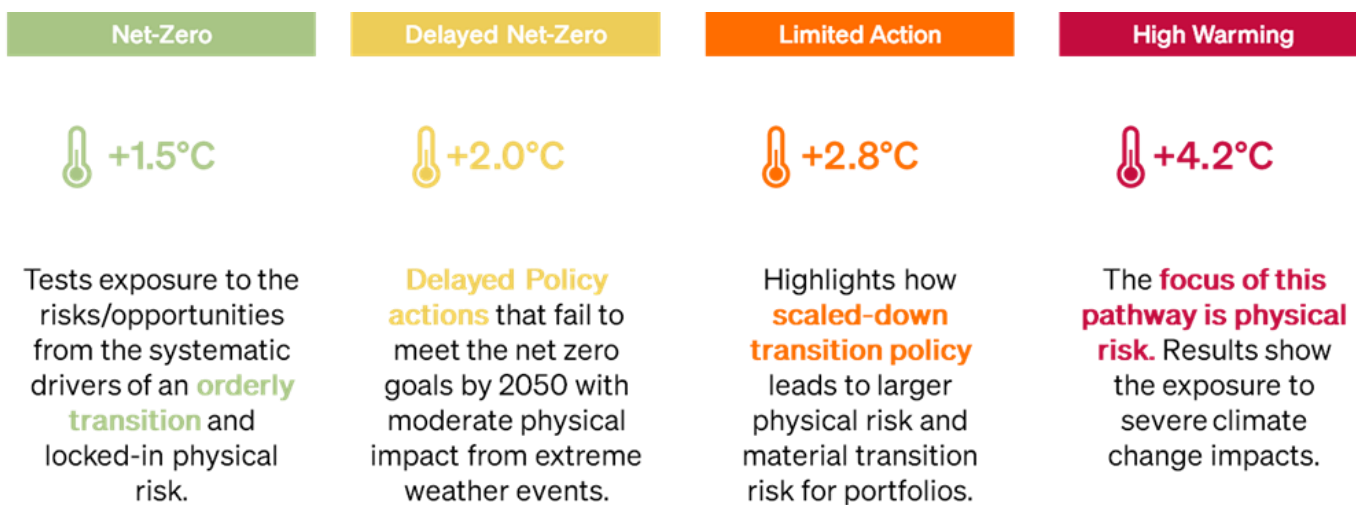 Net-Zero
+1.5°C
Tests exposure to the
risks/opportunities
from the systematic
drivers of an orderly
transition and
locked-in physical
risk.
Delayed Net-Zero
+2.0°C
Delayed Policy
actions that fail to
meet the net zero
goals by 2050 with
moderate physical
impact from extreme
weather events.
Limited Action
+2.8°C
Highlights how
scaled-down
transition policy
leads to larger
physical risk and
material transition
risk for portfolios.
High Warming
+4.2°C
The focus of this
pathway is physical
risk. Results show
the exposure to
severe climate
change impacts.